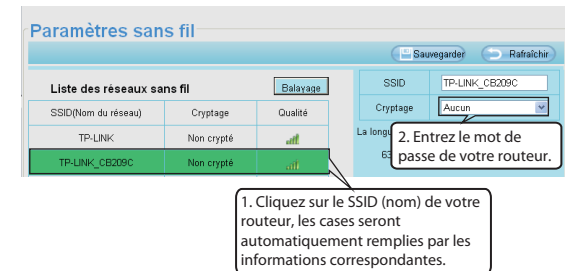 Paramètres sans fil
Sauvegarder Rafraîchir
Liste des réseaux sans fil Balayage
SSID(Nom du réseau) Cryptage Qualité
TP-LINK Non crypté
TP-LINK_CB209C Non crypté
SSID TP-LINK_CB209C
Cryptage Aucun
La longu
63
2. Entrez le mot de
passe de votre routeur.
1. Cliquez sur le SSID (nom) de votre
routeur, les cases seront
automatiquement remplies par les
informations correspondantes.